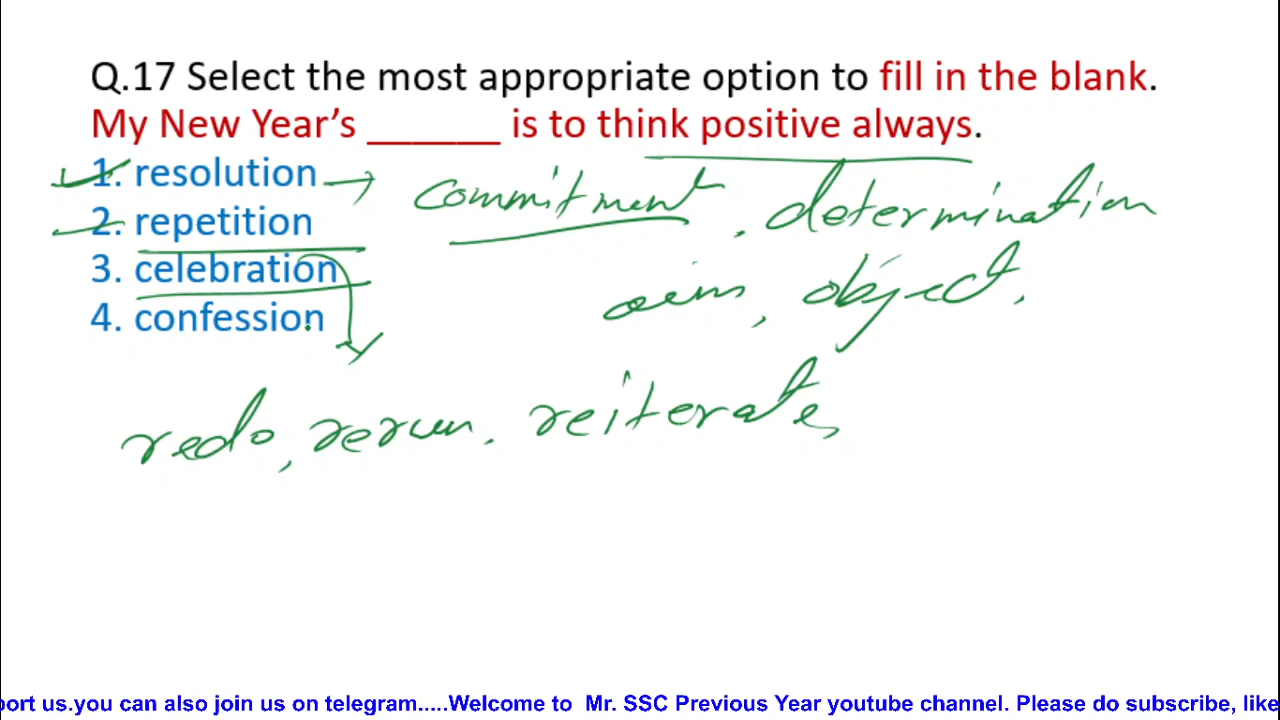 Q.17 Select the most appropriate option to fill in the blank.
My New Year's ______ is to think positive always.
1. resolution → commitment, determination
2. repetition
aim, object,
3. celebration
4. confession
redo, rerun, reiterate,
port us.you can also join us on telegram.....Welcome to Mr. SSC Previous Year youtube channel. Please do subscribe, like